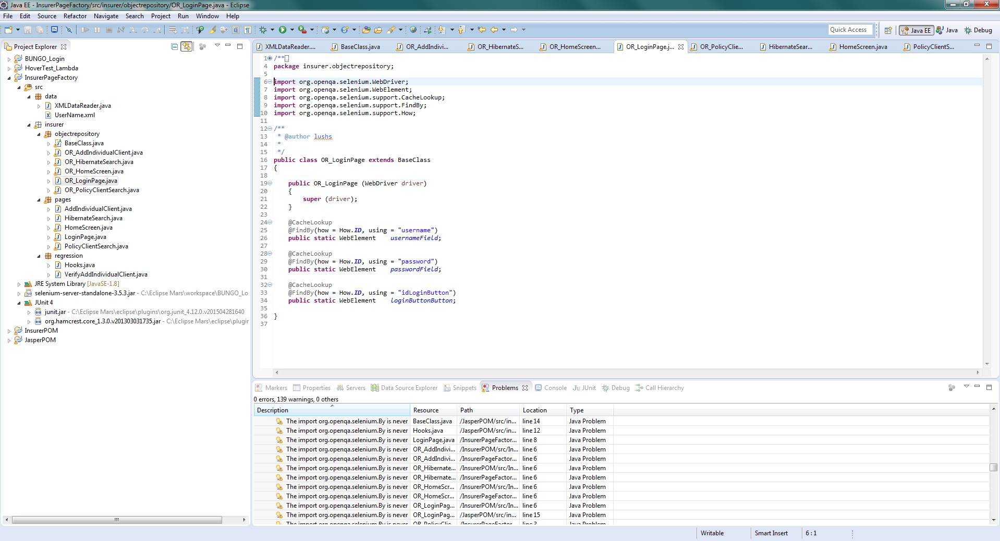 Java EE - InsurerPageFactory/src/insurer/objectrepository/OR_LoginPage.java - Eclipse
File Edit Source Refactor Navigate Search Project Run Window Help
Quick Access Java EE Java Debug
Project Explorer
BUNGO_Login
HoverTest_Lambda
InsurerPageFactory
src
data
XMLDataReader.java
UserName.xml
insurer
objectrepository
BaseClass.java
OR_AddIndividualClient.java
OR_HibernateSearch.java
OR_HomeScreen.java
OR_LoginPage.java
OR_PolicyClientSearch.java
pages
AddIndividualClient.java
HibernateSearch.java
HomeScreen.java
LoginPage.java
PolicyClientSearch.java
regression
Hooks.java
VerifyAddIndividualClient.java
JRE System Library [JavaSE-1.8]
selenium-server-standalone-3.5.3.jar - C:\Eclipse Mars\workspace\BUNGO_Lo
JUnit 4
junit.jar - C:\Eclipse Mars\eclipse\plugins\org.junit_4.12.0.v201504281640
org.hamcrest.core_1.3.0.v201303031735.jar - C:\Eclipse Mars\eclipse\plugin
InsurerPOM
JasperPOM
XMLDataReader.... BaseClass.java OR_AddIndivi... OR_HibernateS... OR_HomeScreen... OR_LoginPage.j... OR_PolicyClie... HibernateSear... HomeScreen.java PolicyClientS...
1 /**
4 package insurer.objectrepository;
5
6 import org.openqa.selenium.WebDriver;
7 import org.openqa.selenium.WebElement;
8 import org.openqa.selenium.support.CacheLookup;
9 import org.openqa.selenium.support.FindBy;
10 import org.openqa.selenium.support.How;
11
12 /**
13 * @author lushs
14 *
15 */
16 public class OR_LoginPage extends BaseClass
17 {
18
19 public OR_LoginPage (WebDriver driver)
20 {
21 super (driver);
22 }
23
24 @CacheLookup
25 @FindBy(how = How.ID, using = "username")
26 public static WebElement usernameField;
27
28 @CacheLookup
29 @FindBy(how = How.ID, using = "password")
30 public static WebElement passwordField;
31
32 @CacheLookup
33 @FindBy(how = How.ID, using = "idLoginButton")
34 public static WebElement loginButtonButton;
35
36 }
37
Markers Properties Servers Data Source Explorer Snippets Problems Console JUnit Debug Call Hierarchy
0 errors, 139 warnings, 0 others
Description Resource Path Location Type
The import org.openqa.selenium.By is never BaseClass.java /JasperPOM/src/in... line 14 Java Problem
The import org.openqa.selenium.By is never Hooks.java /JasperPOM/src/in... line 12 Java Problem
The import org.openqa.selenium.By is never LoginPage.java /InsurerPageFactor... line 8 Java Problem
The import org.openqa.selenium.By is never OR_AddIndivi... /InsurerPOM/src/In... line 6 Java Problem
The import org.openqa.selenium.By is never OR_AddIndivi... /InsurerPageFactor... line 6 Java Problem
The import org.openqa.selenium.By is never OR_Hibernate... /InsurerPOM/src/In... line 6 Java Problem
The import org.openqa.selenium.By is never OR_Hibernate... /InsurerPageFactor... line 6 Java Problem
The import org.openqa.selenium.By is never OR_HomeScr... /InsurerPOM/src/In... line 6 Java Problem
The import org.openqa.selenium.By is never OR_HomeScr... /InsurerPageFactor... line 6 Java Problem
The import org.openqa.selenium.By is never OR_LoginPag... /InsurerPOM/src/In... line 6 Java Problem
The import org.openqa.selenium.By is never OR_LoginPag... /JasperPOM/src/in... line 15 Java Problem
The import org.openqa.selenium.By is never OR_PolicyClie... /InsurerPageFactor... line 3 Java Problem
Writable Smart Insert 6 : 1